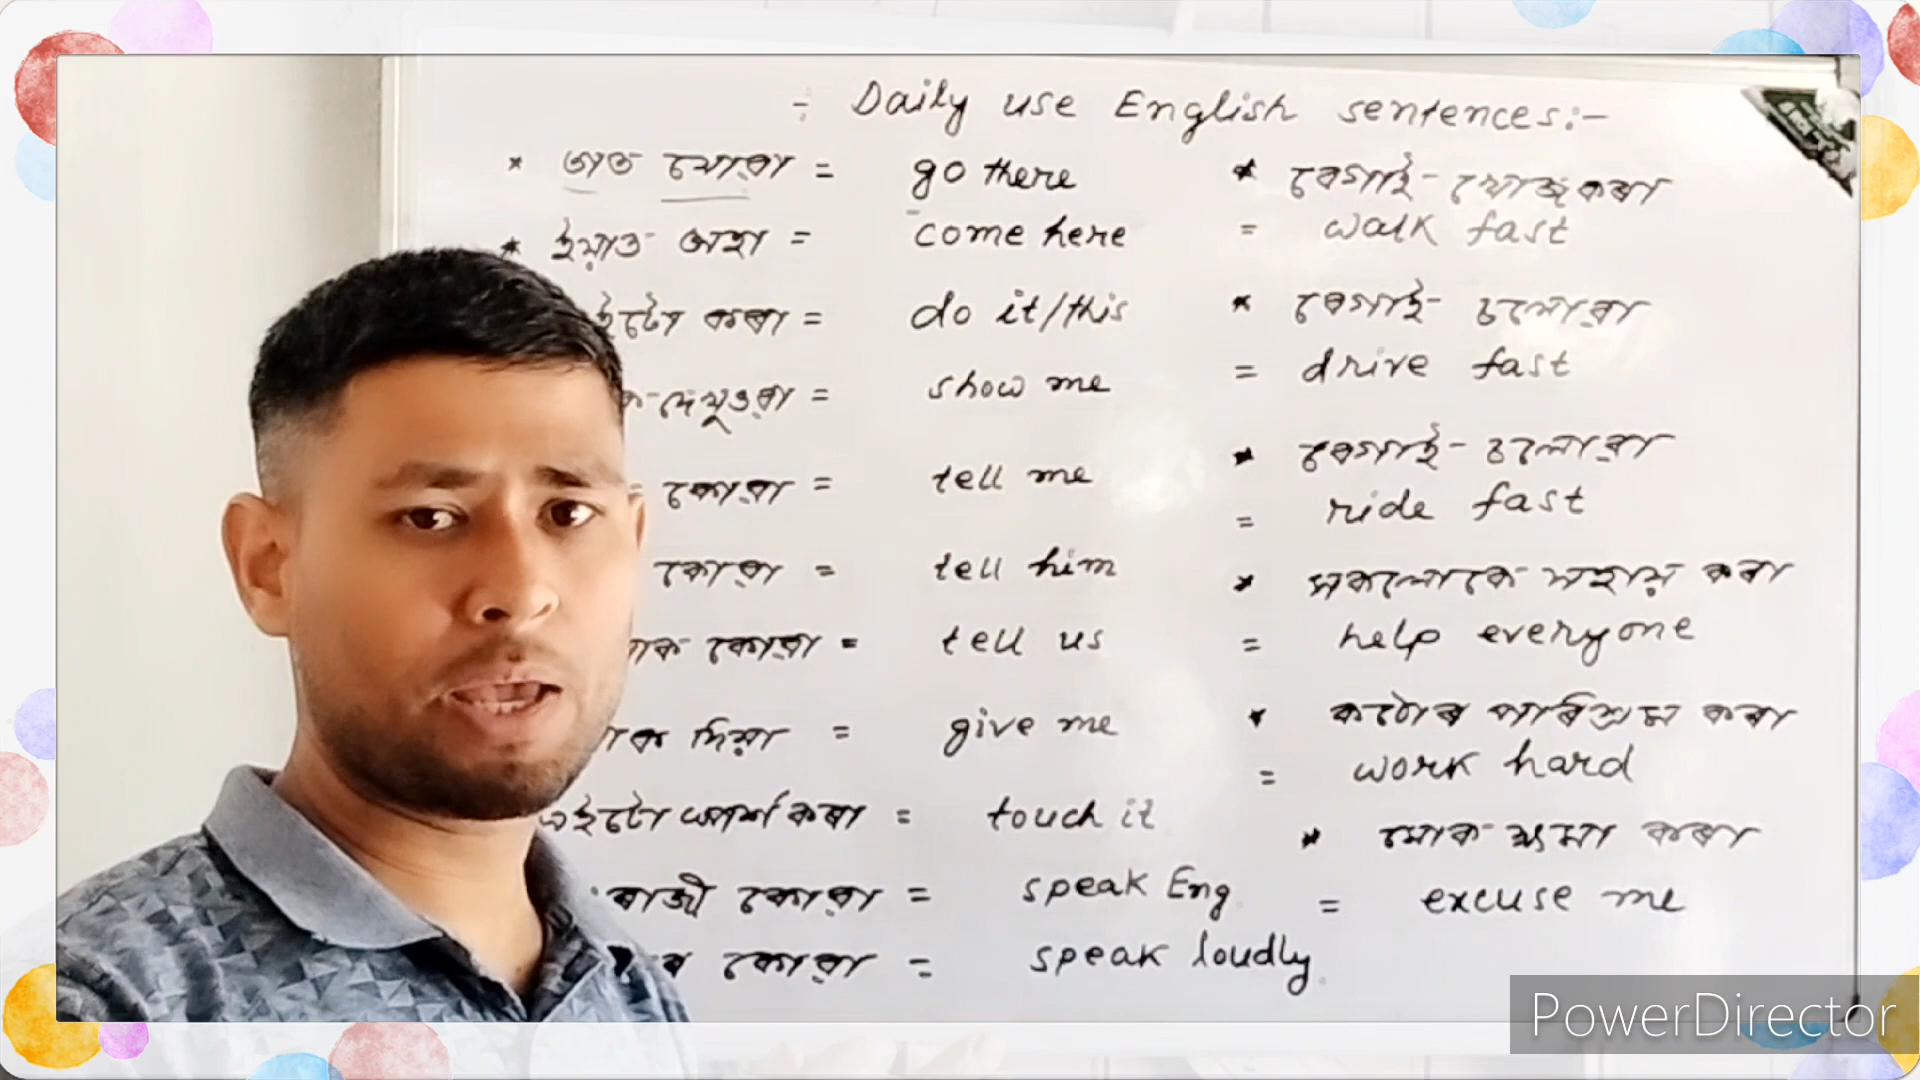 :- Daily use English sentences:-
* তাত যোৱা = go there
* ইয়াত আহা = come here
ইটো কৰা = do it/this
ক দেখুওৱা = show me
কোৱা = tell me
কোৱা = tell him
াক কোৱা = tell us
াক দিয়া = give me
এইটো স্পৰ্শ কৰা = touch it
ৰাজী কোৱা = speak Eng
ৰ কোৱা = speak loudly.
* বেগাই খোজ কৰা
= walk fast
* বেগাই চলোৱা
= drive fast
* বেগাই চলোৱা
= ride fast
* সকলোকে সহায় কৰা
= help everyone
* কঠোৰ পৰিশ্ৰম কৰা
= work hard
* মোক ক্ষমা কৰা
= excuse me
PowerDirector